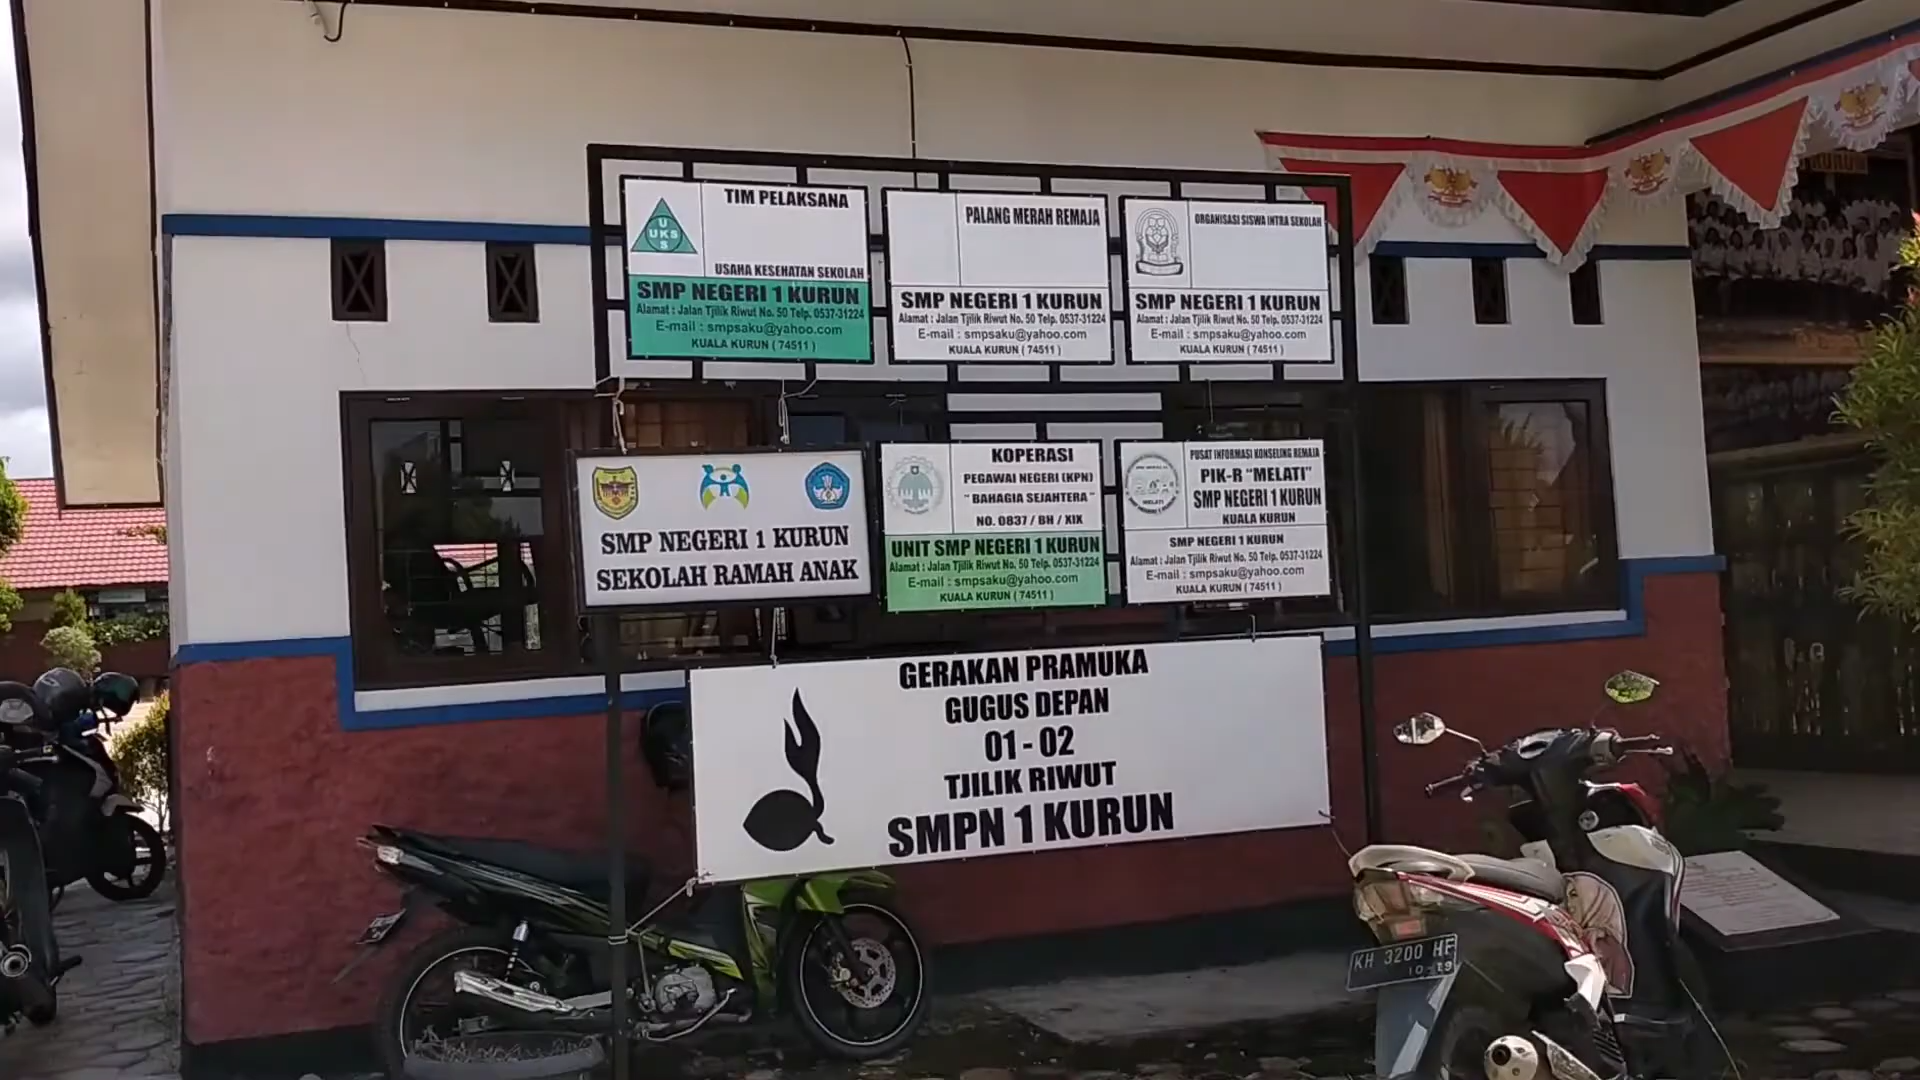 TIM PELAKSANA
U
UKS
S
USAHA KESEHATAN SEKOLAH
SMP NEGERI 1 KURUN
Alamat : Jalan Tjilik Riwut No. 50 Telp. 0537-31224
E-mail : smpsaku@yahoo.com
KUALA KURUN ( 74511 )
PALANG MERAH REMAJA
SMP NEGERI 1 KURUN
Alamat : Jalan Tjilik Riwut No. 50 Telp. 0537-31224
E-mail : smpsaku@yahoo.com
KUALA KURUN ( 74511 )
ORGANISASI SISWA INTRA SEKOLAH
SMP NEGERI 1 KURUN
Alamat : Jalan Tjilik Riwut No. 50 Telp. 0537-31224
E-mail : smpsaku@yahoo.com
KUALA KURUN ( 74511 )
SMP NEGERI 1 KURUN
SEKOLAH RAMAH ANAK
KOPERASI
PEGAWAI NEGERI (KPN)
" BAHAGIA SEJAHTERA "
NO. 0837 / BH / XIX
UNIT SMP NEGERI 1 KURUN
Alamat : Jalan Tjilik Riwut No. 50 Telp. 0537-31224
E-mail : smpsaku@yahoo.com
KUALA KURUN ( 74511 )
PUSAT INFORMASI KONSELING REMAJA
PIK-R "MELATI"
SMP NEGERI 1 KURUN
KUALA KURUN
MELATI
SMP NEGERI 1 KURUN
Alamat : Jalan Tjilik Riwut No. 50 Telp. 0537-31224
E-mail : smpsaku@yahoo.com
KUALA KURUN ( 74511 )
GERAKAN PRAMUKA
GUGUS DEPAN
01 - 02
TJILIK RIWUT
SMPN 1 KURUN
KH 3200 HF
10-19